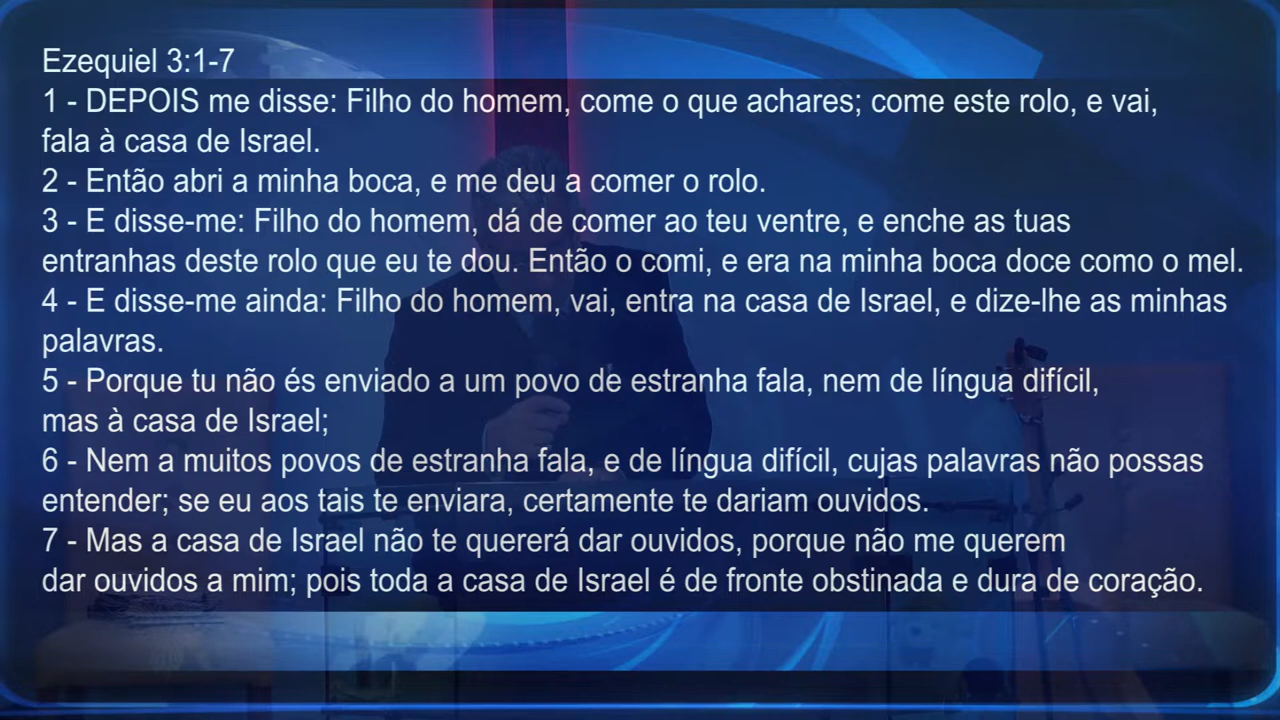 Ezequiel 3:1-7
1 - DEPOIS me disse: Filho do homem, come o que achares; come este rolo, e vai,
fala à casa de Israel.
2 - Então abri a minha boca, e me deu a comer o rolo.
3 - E disse-me: Filho do homem, dá de comer ao teu ventre, e enche as tuas
entranhas deste rolo que eu te dou. Então o comi, e era na minha boca doce como o mel.
4 - E disse-me ainda: Filho do homem, vai, entra na casa de Israel, e dize-lhe as minhas
palavras.
5 - Porque tu não és enviado a um povo de estranha fala, nem de língua difícil,
mas à casa de Israel;
6 - Nem a muitos povos de estranha fala, e de língua difícil, cujas palavras não possas
entender; se eu aos tais te enviara, certamente te dariam ouvidos.
7 - Mas a casa de Israel não te quererá dar ouvidos, porque não me querem
dar ouvidos a mim; pois toda a casa de Israel é de fronte obstinada e dura de coração.